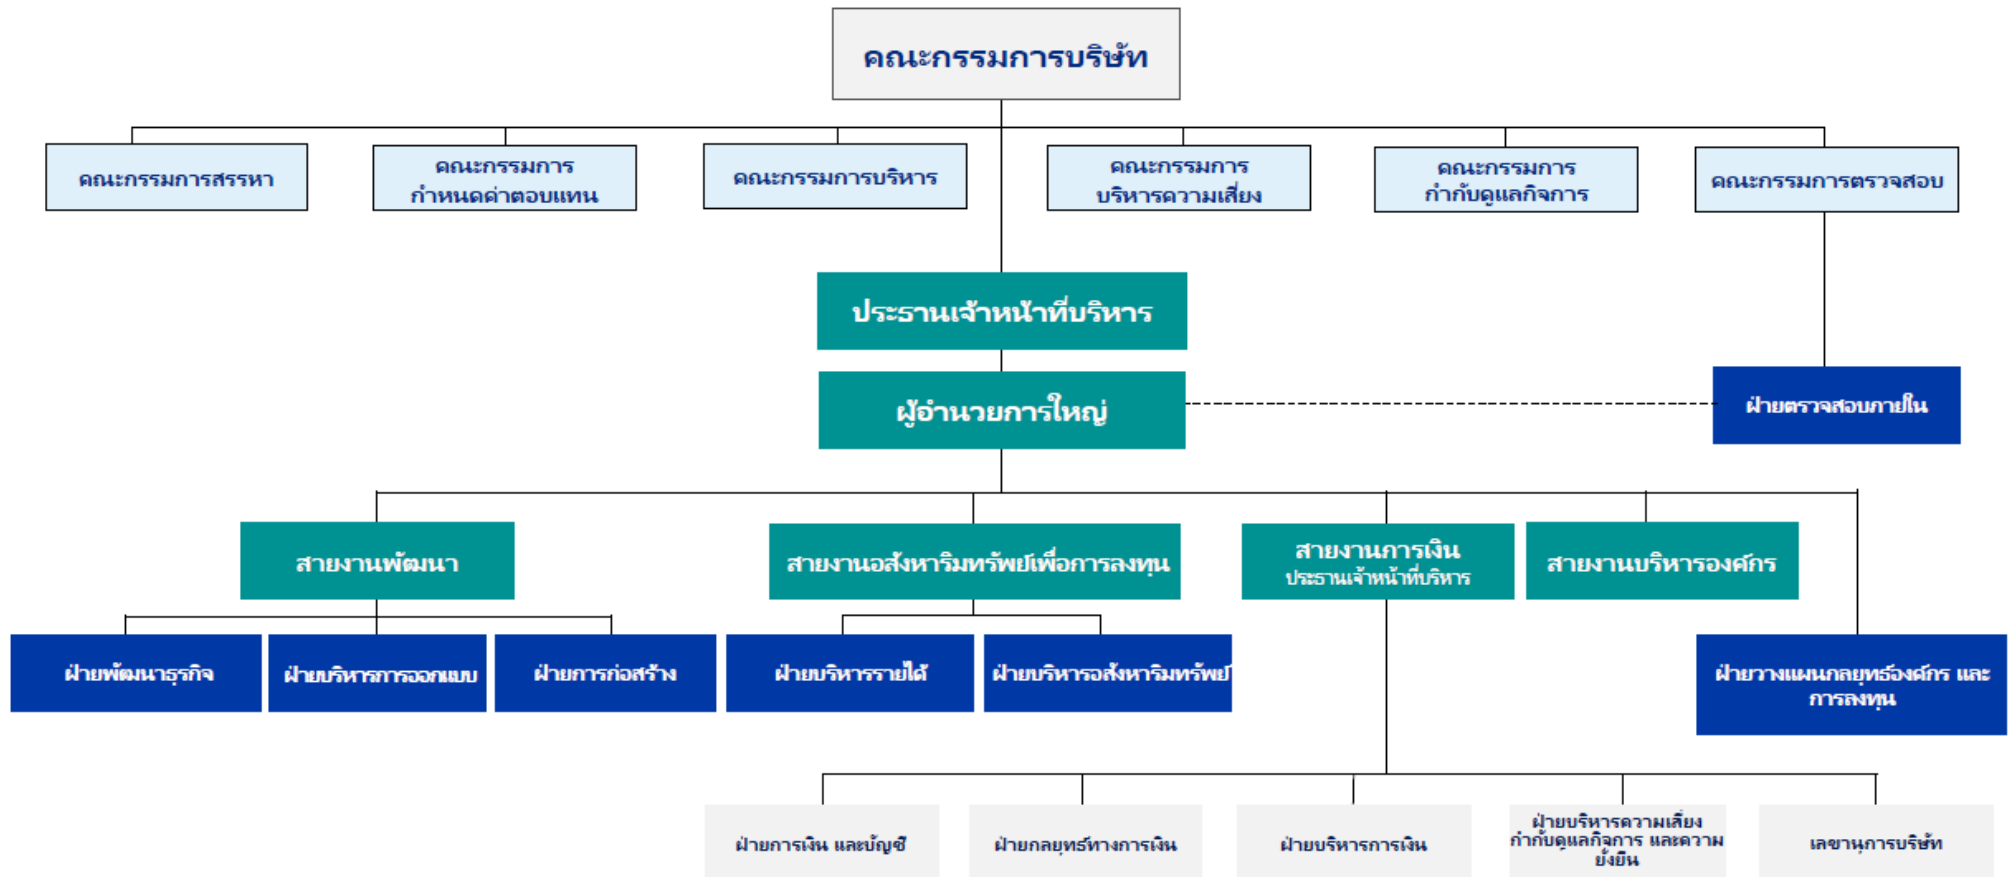 คณะกรรมการบริษัท
คณะกรรมการสรรหา
คณะกรรมการ
กำหนดค่าตอบแทน
คณะกรรมการบริหาร
คณะกรรมการ
บริหารความเสี่ยง
คณะกรรมการ
กำกับดูแลกิจการ
คณะกรรมการตรวจสอบ
ประธานเจ้าหน้าที่บริหาร
ผู้อำนวยการใหญ่
ฝ่ายตรวจสอบภายใน
สายงานพัฒนา
สายงานอสังหาริมทรัพย์เพื่อการลงทุน
สายงานการเงิน
ประธานเจ้าหน้าที่บริหาร
สายงานบริหารองค์กร
ฝ่ายพัฒนาธุรกิจ
ฝ่ายบริหารการออกแบบ
ฝ่ายการก่อสร้าง
ฝ่ายบริหารรายได้
ฝ่ายบริหารอสังหาริมทรัพย์
ฝ่ายวางแผนกลยุทธ์องค์กร และ
การลงทุน
ฝ่ายการเงิน และบัญชี
ฝ่ายกลยุทธ์ทางการเงิน
ฝ่ายบริหารการเงิน
ฝ่ายบริหารความเสี่ยง
กำกับดูแลกิจการ และความ
ยั่งยืน
เลขานุการบริษัท